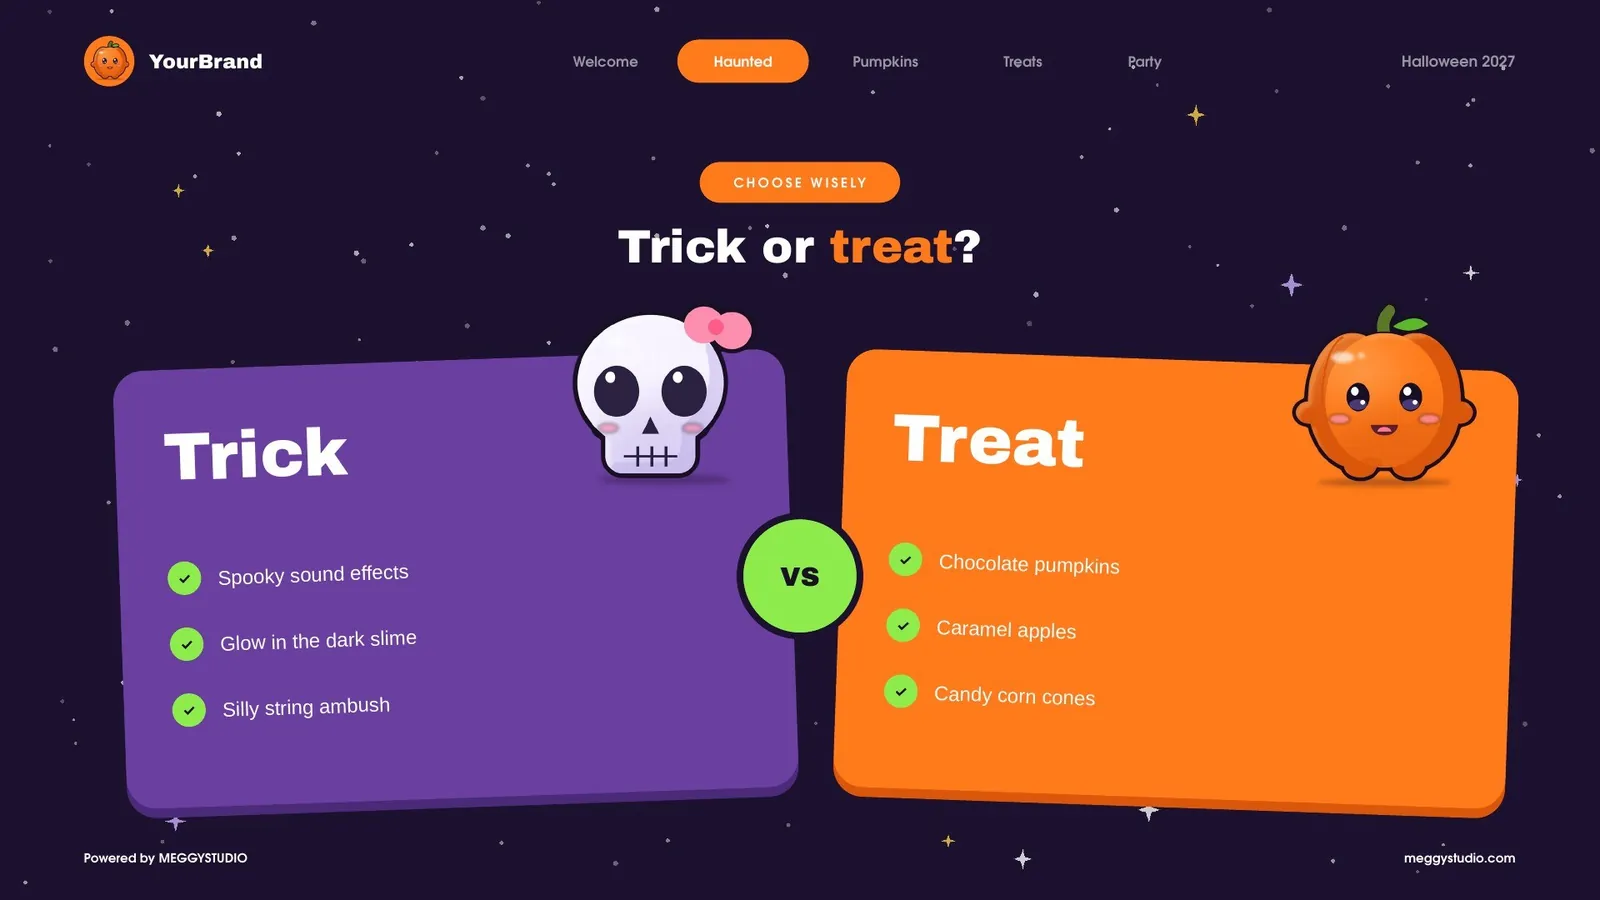 YourBrand
Welcome
Haunted
Pumpkins
Treats
Party
Halloween 2027
CHOOSE WISELY
Trick or treat?
Trick
Spooky sound effects
Glow in the dark slime
Silly string ambush
VS
Treat
Chocolate pumpkins
Caramel apples
Candy corn cones
Powered by MEGGYSTUDIO
meggystudio.com